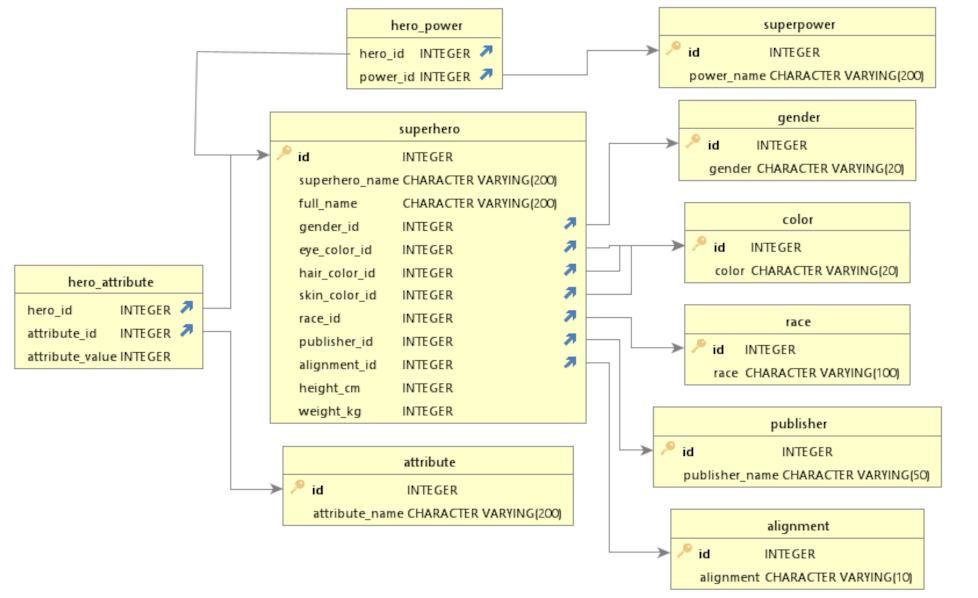 hero_power
hero_id INTEGER
power_id INTEGER
superpower
id INTEGER
power_name CHARACTER VARYING(200)
gender
id INTEGER
gender CHARACTER VARYING(20)
superhero
id INTEGER
superhero_name CHARACTER VARYING(200)
full_name CHARACTER VARYING(200)
gender_id INTEGER
eye_color_id INTEGER
hair_color_id INTEGER
skin_color_id INTEGER
race_id INTEGER
publisher_id INTEGER
alignment_id INTEGER
height_cm INTEGER
weight_kg INTEGER
color
id INTEGER
color CHARACTER VARYING(20)
hero_attribute
hero_id INTEGER
attribute_id INTEGER
attribute_value INTEGER
race
id INTEGER
race CHARACTER VARYING(100)
publisher
id INTEGER
publisher_name CHARACTER VARYING(50)
attribute
id INTEGER
attribute_name CHARACTER VARYING(200)
alignment
id INTEGER
alignment CHARACTER VARYING(10)